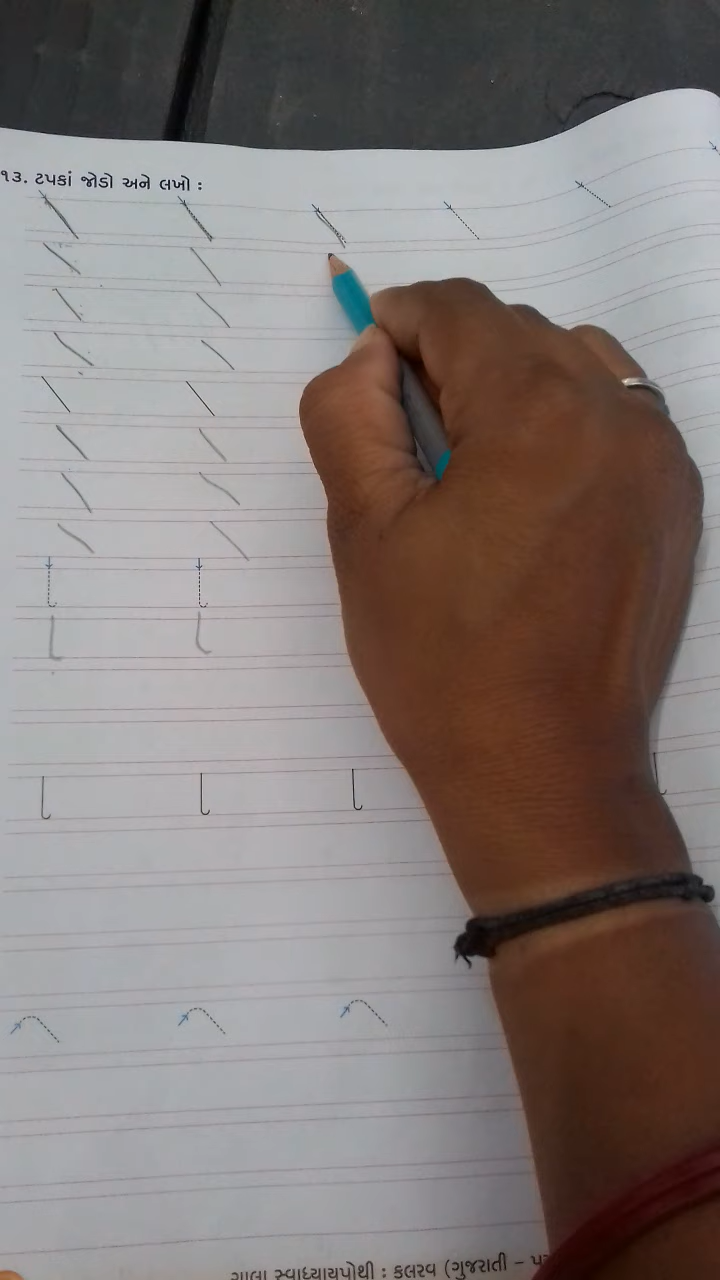 ૧૩. ટપકાં જોડો અને લખો :
ગાલા સ્વાધ્યાયપોથી : કલરવ (ગુજરાતી –